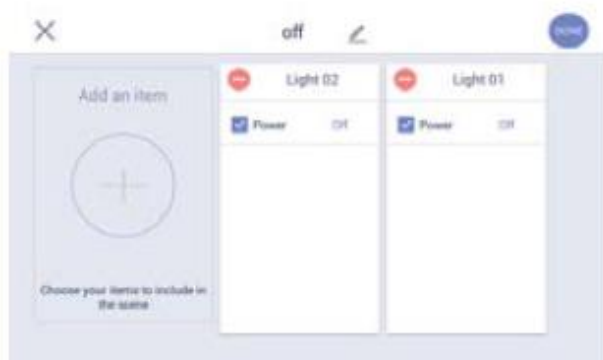 off
DONE
Add an item
Choose your items to include in
the scene
Light 02
Power Off
Light 01
Power Off